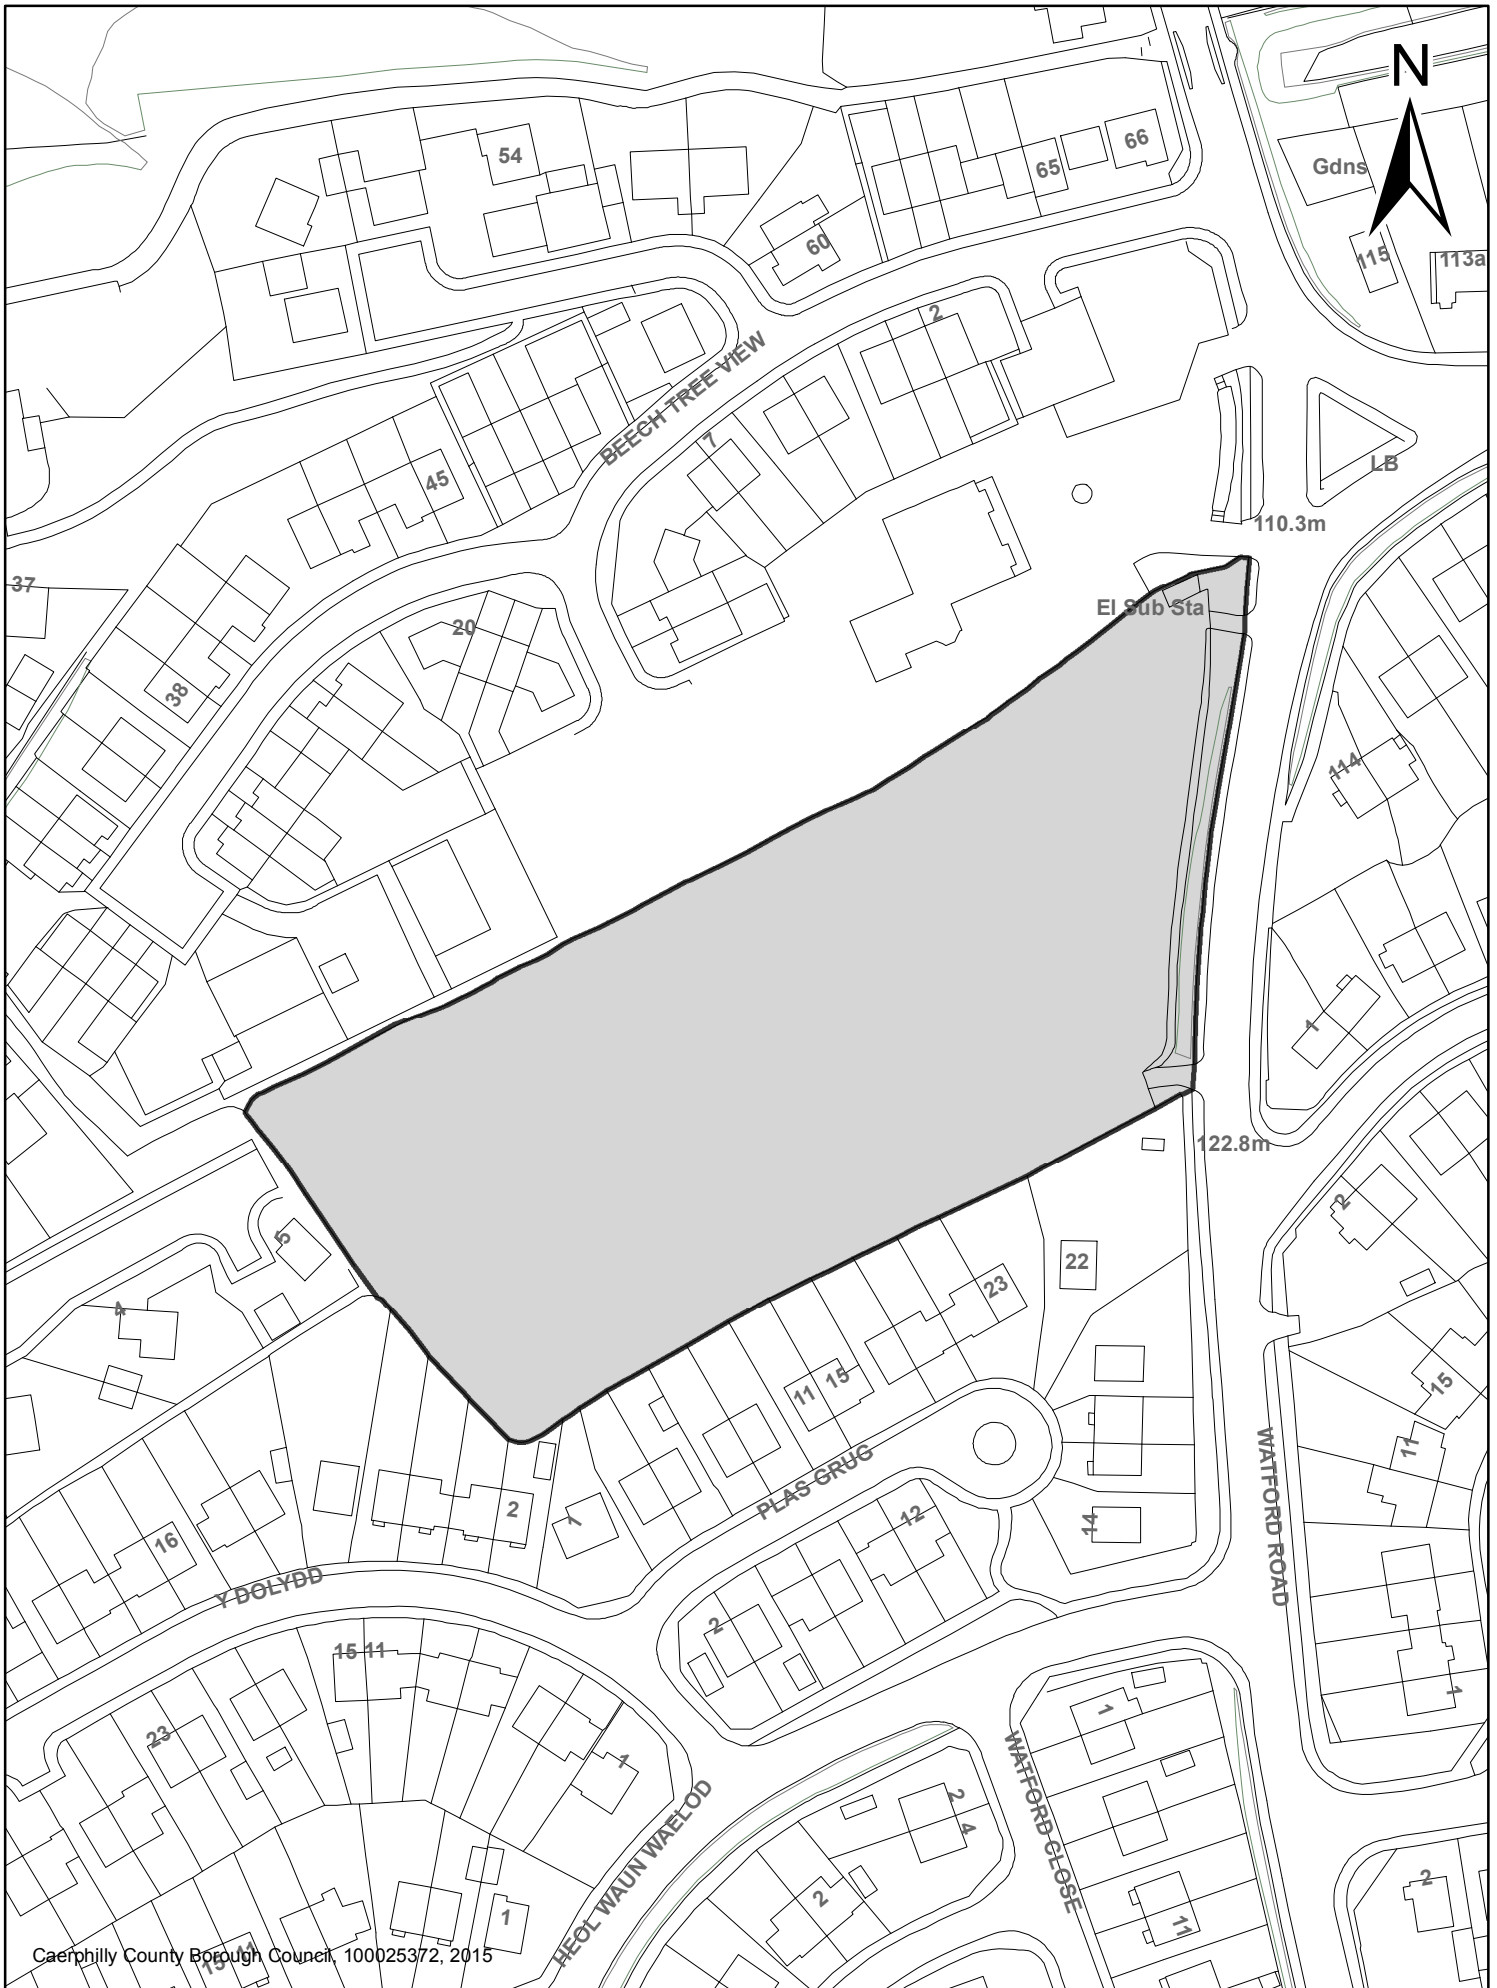 N
54
66
65
Gdns
60
115
113a
2
BEECH TREE VIEW
7
45
LB
110.3m
37
El Sub Sta
20
38
114
1
122.8m
2
5
22
4
23
15
11
15
11
PLAS GRUG
12
WATFORD ROAD
14
2
1
16
Y DOLYDD
2
15 11
1
1
23
1
WATFORD CLOSE
2
4
HEOL WAUN WAELOD
2
2
1
11
15 11
Caerphilly County Borough Council, 100025372, 2015